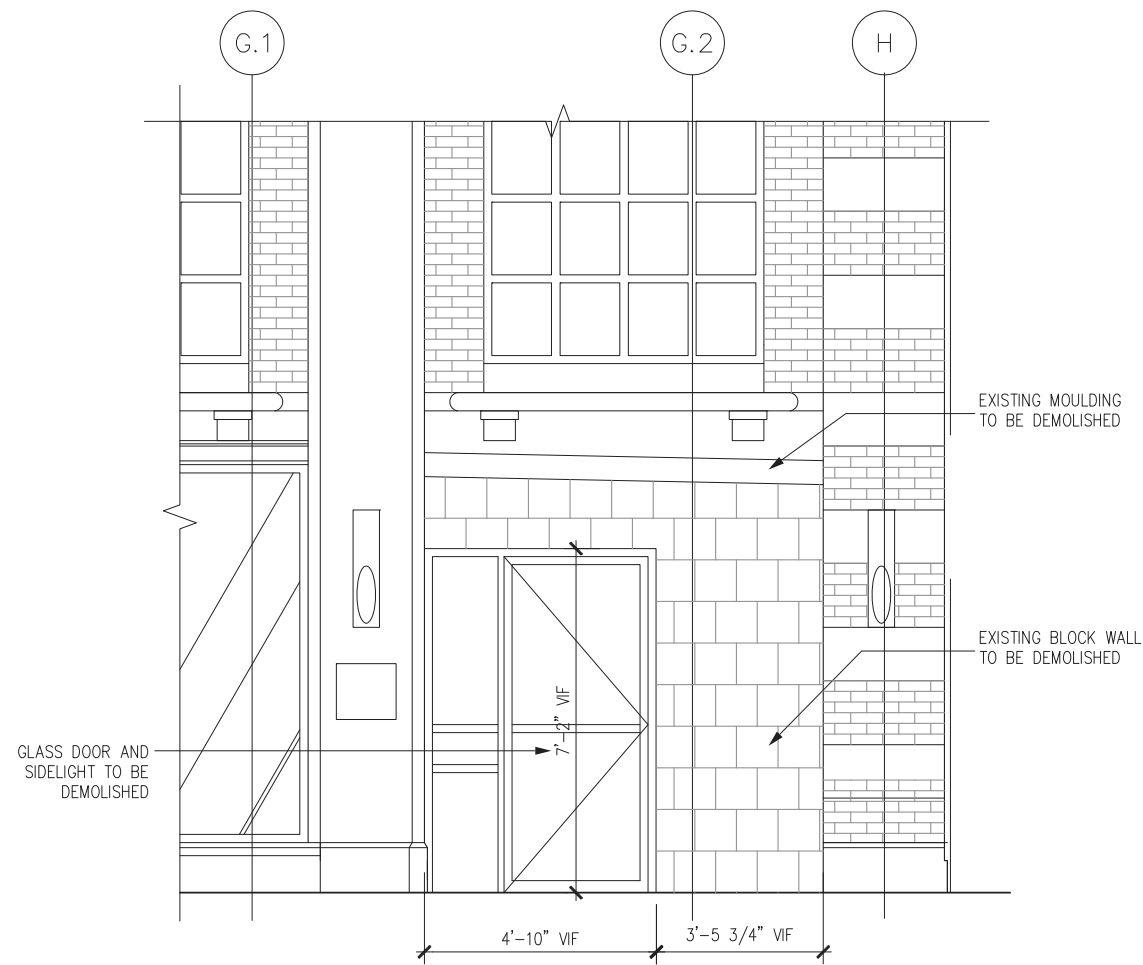 G.1
G.2
H
EXISTING MOULDING
TO BE DEMOLISHED
EXISTING BLOCK WALL
TO BE DEMOLISHED
7'-2" VIF
GLASS DOOR AND
SIDELIGHT TO BE
DEMOLISHED
4'-10" VIF
3'-5 3/4" VIF